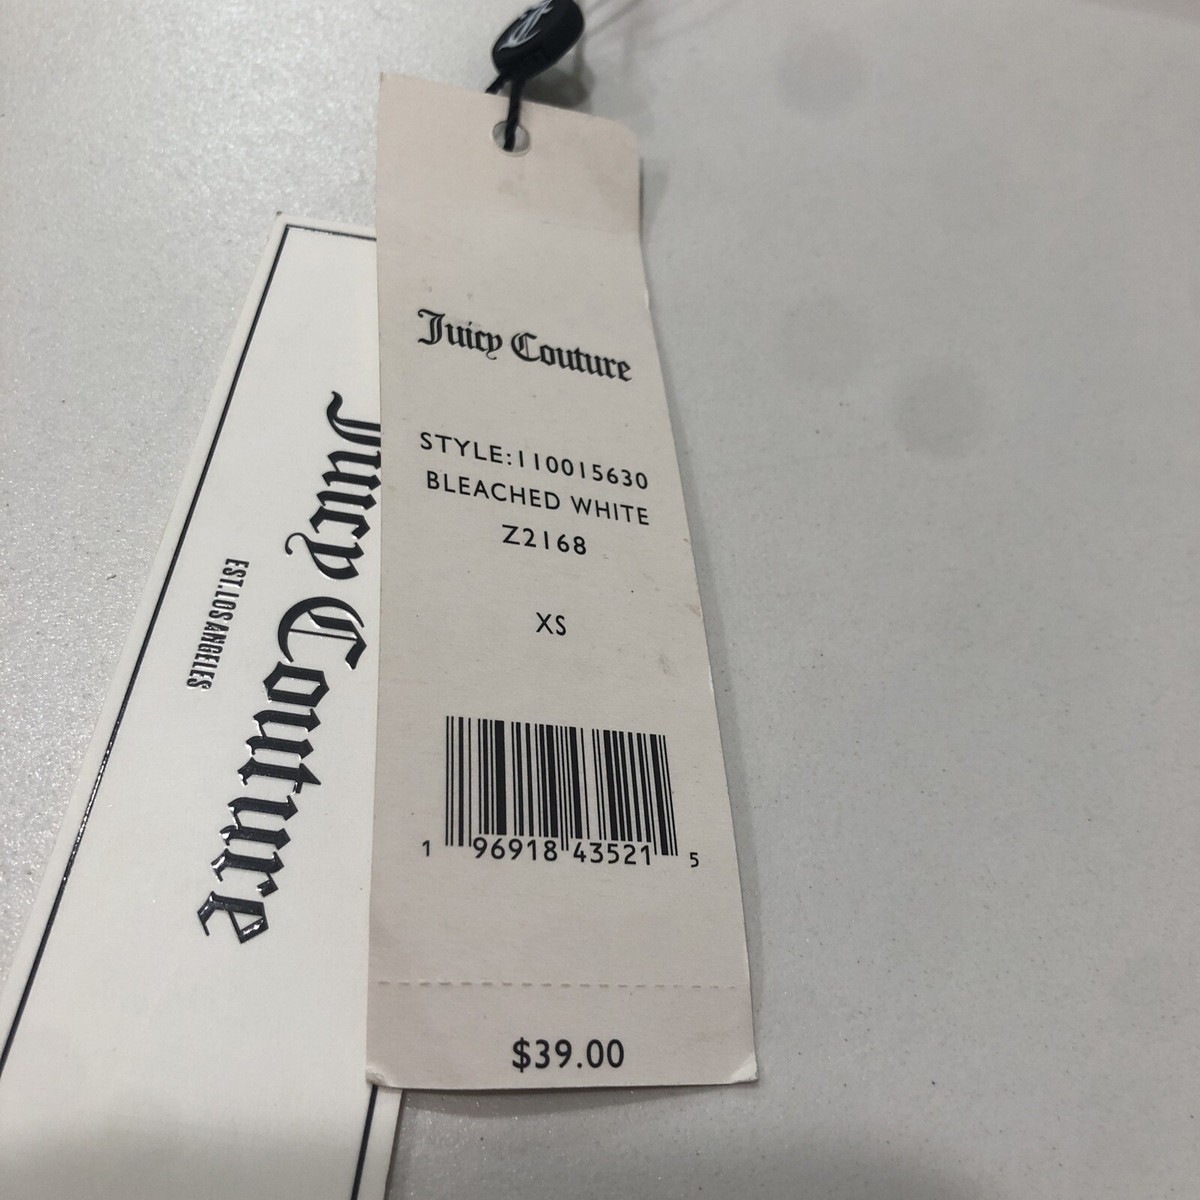 Juicy Couture
STYLE:110015630
BLEACHED WHITE
Z2168
XS
1 96918 43521 5
$39.00
Juicy Couture
EST. LOS ANGELES